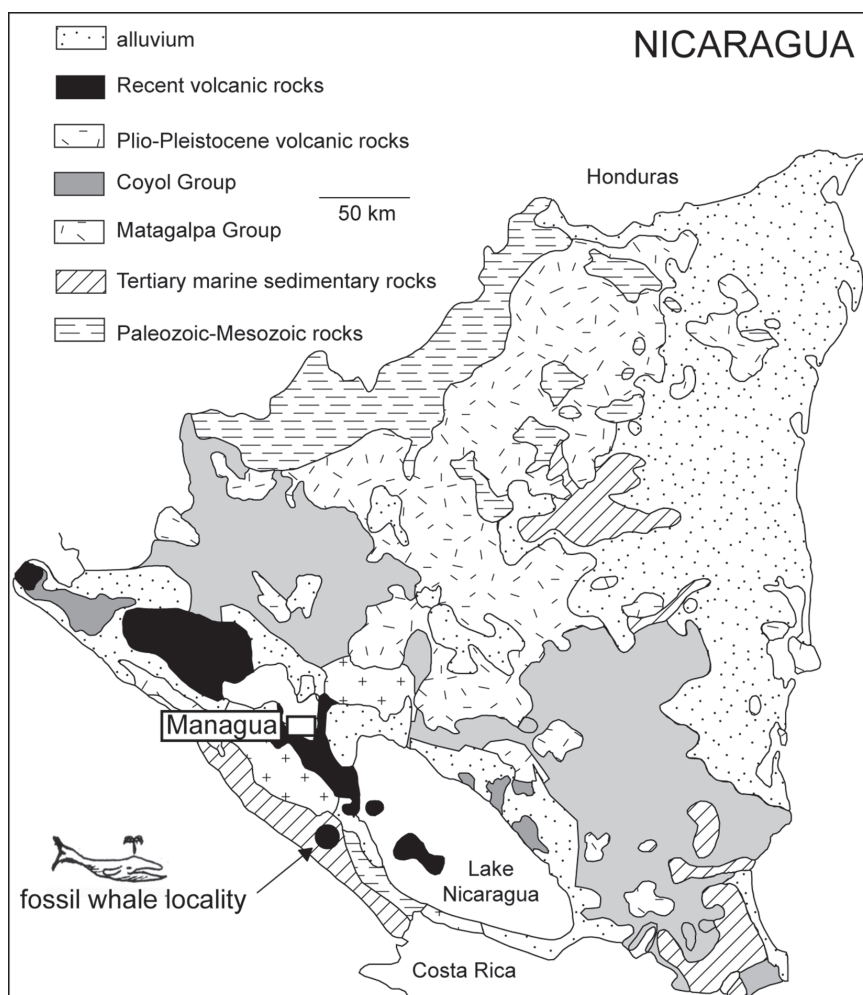 NICARAGUA
alluvium
Recent volcanic rocks
Plio-Pleistocene volcanic rocks
Coyol Group
Matagalpa Group
Tertiary marine sedimentary rocks
Paleozoic-Mesozoic rocks
50 km
Honduras
Managua
Lake
Nicaragua
fossil whale locality
Costa Rica